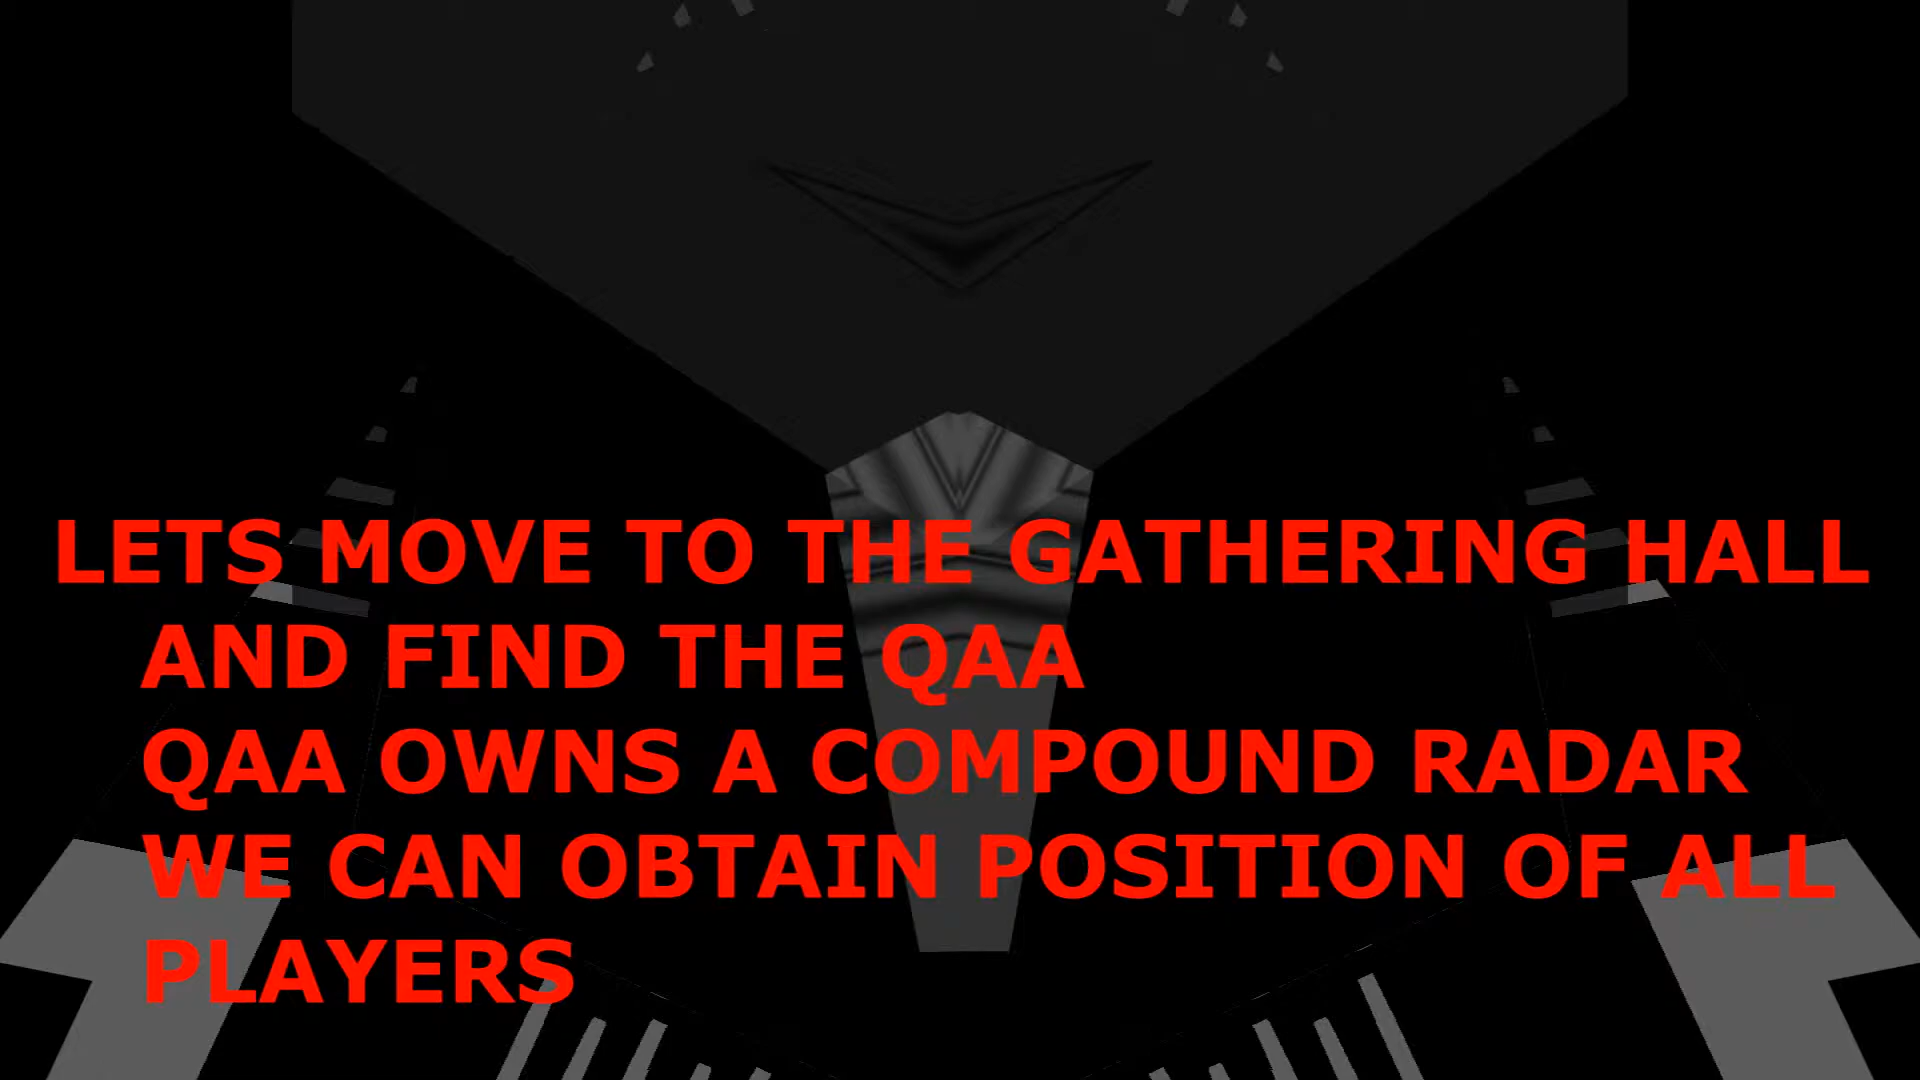 LETS MOVE TO THE GATHERING HALL
AND FIND THE QAA
QAA OWNS A COMPOUND RADAR
WE CAN OBTAIN POSITION OF ALL
PLAYERS